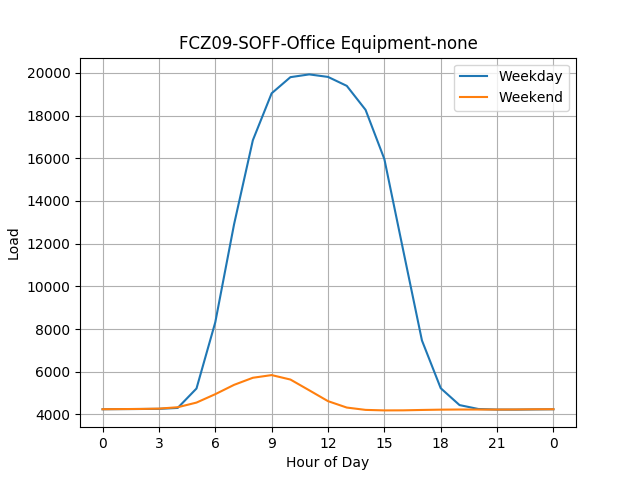 FCZ09-SOFF-Office Equipment-none
Weekday
Weekend
20000
18000
16000
14000
12000
10000
8000
6000
4000
Load
0 3 6 9 12 15 18 21 0
Hour of Day